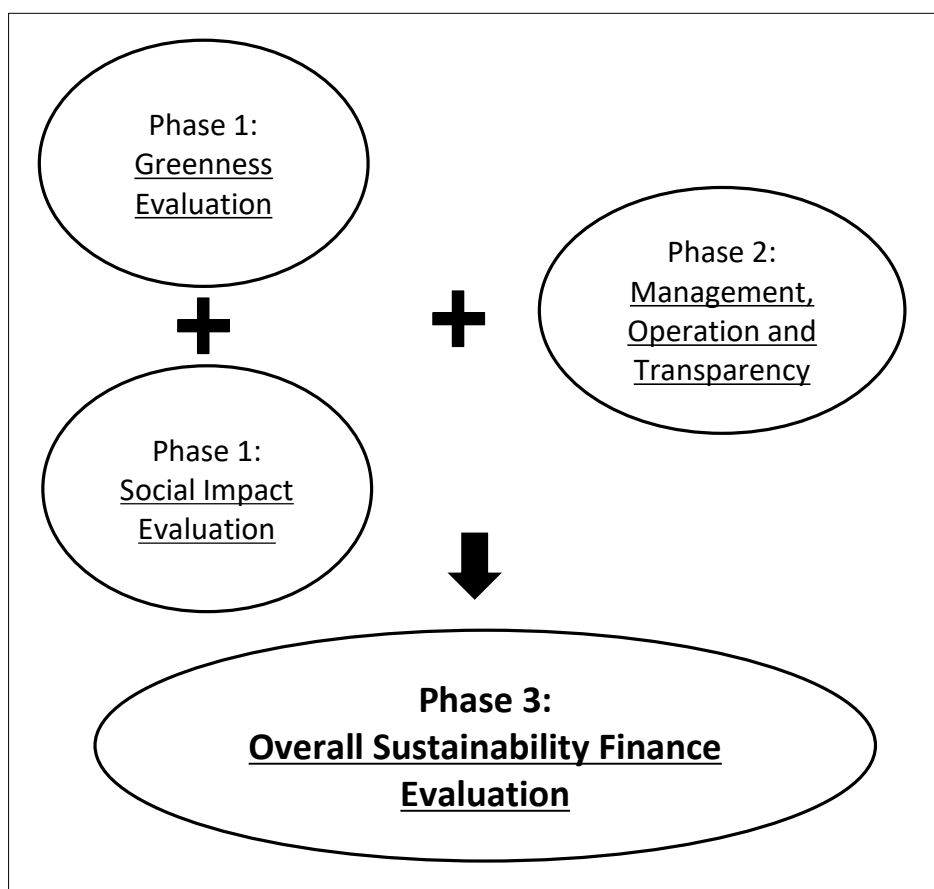 Phase 1:
Greenness
Evaluation
Phase 1:
Social Impact
Evaluation
Phase 2:
Management,
Operation and
Transparency
Phase 3:
Overall Sustainability Finance
Evaluation